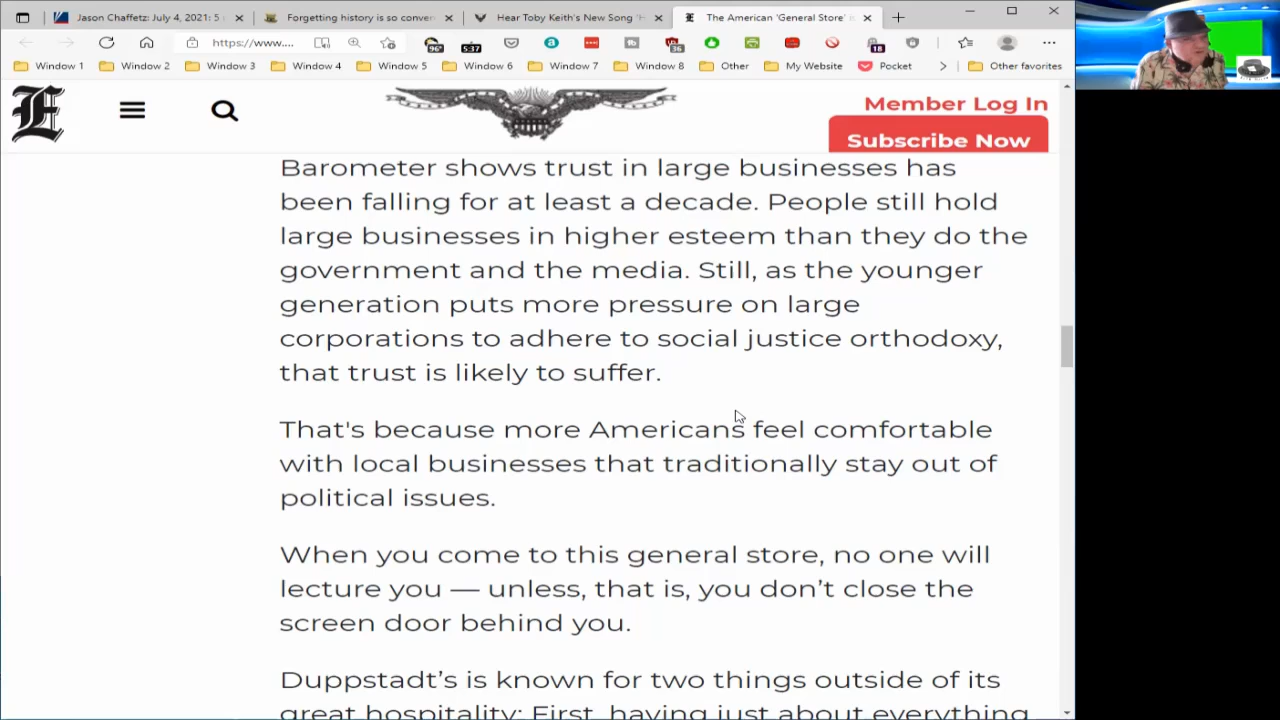 Jason Chaffetz: July 4, 2021: 5
Forgetting history is so conver
Hear Toby Keith's New Song 'H
The American 'General Store' i
https://www....
96°
5:37
36
18
Window 1
Window 2
Window 3
Window 4
Window 5
Window 6
Window 7
Window 8
Other
My Website
Pocket
Other favorites
E
Member Log In
Subscribe Now
Barometer shows trust in large businesses has
been falling for at least a decade. People still hold
large businesses in higher esteem than they do the
government and the media. Still, as the younger
generation puts more pressure on large
corporations to adhere to social justice orthodoxy,
that trust is likely to suffer.
That's because more Americans feel comfortable
with local businesses that traditionally stay out of
political issues.
When you come to this general store, no one will
lecture you — unless, that is, you don’t close the
screen door behind you.
Duppstadt’s is known for two things outside of its
great hospitality: First, having just about everything